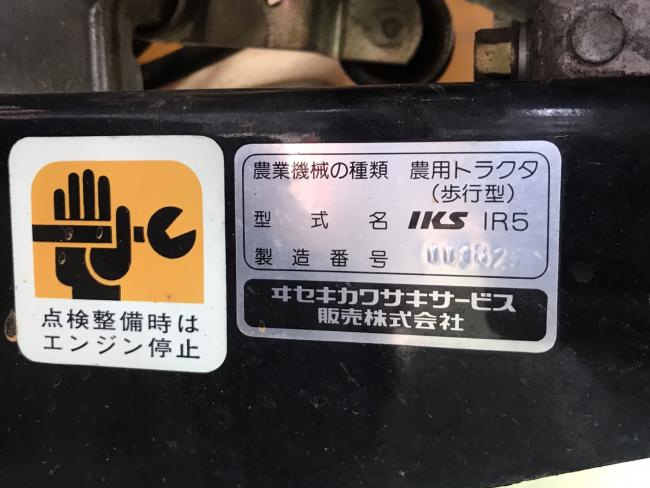 点検整備時は
エンジン停止
農業機械の種類 農用トラクタ
(歩行型)
型式名 IKS IR5
製造番号
ヰセキカワサキサービス
販売株式会社